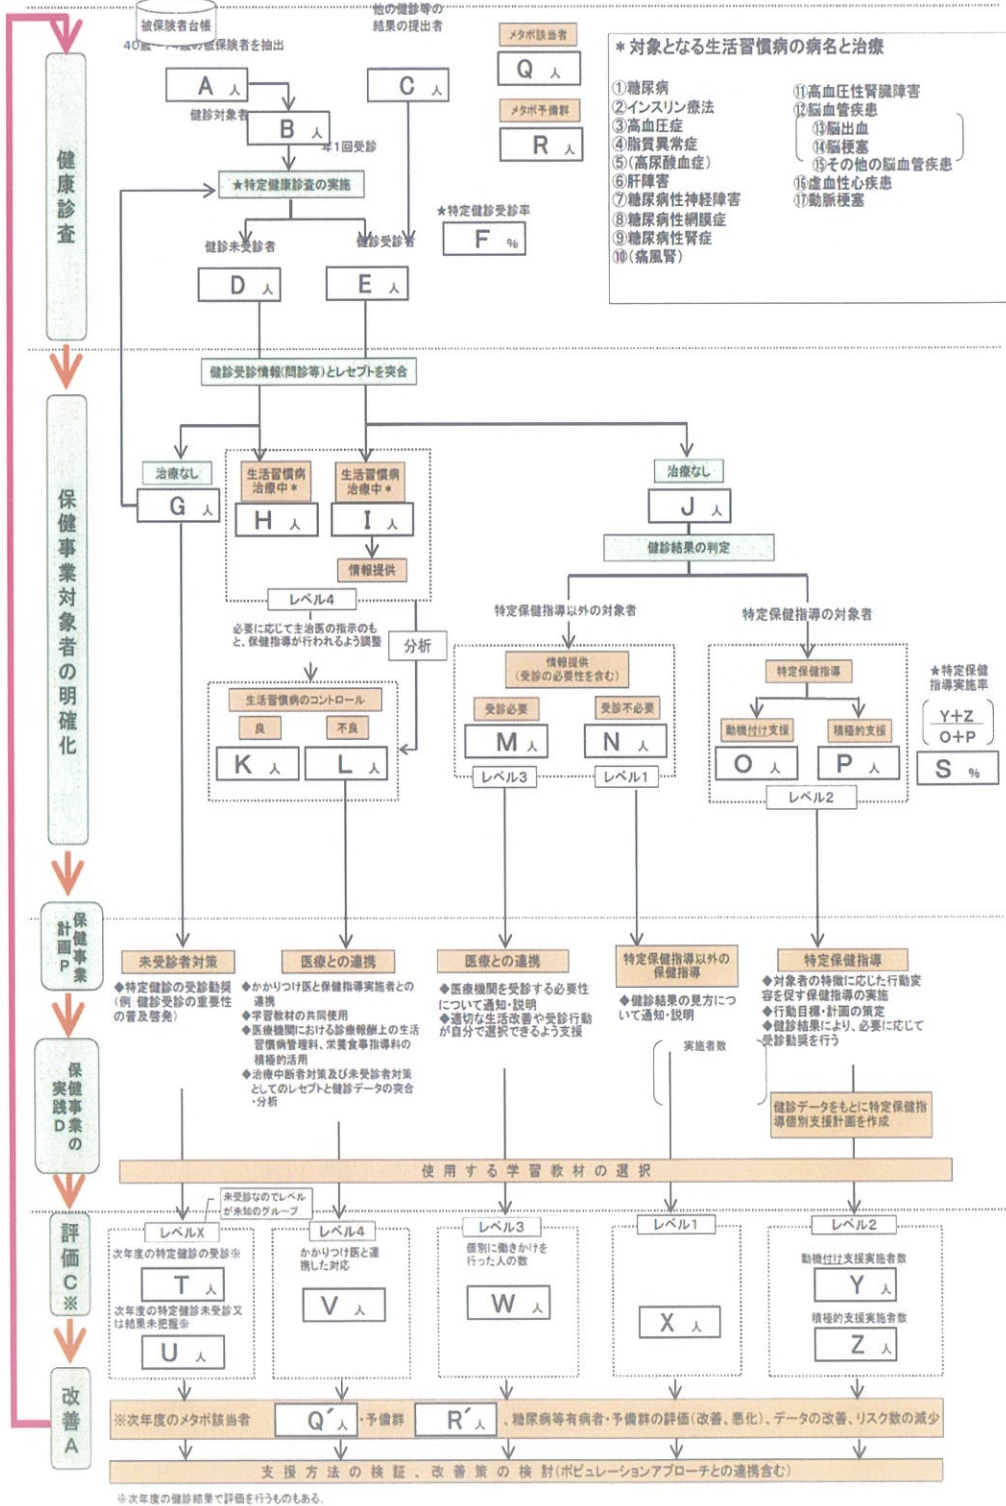 被保険者台帳
40歳～74歳の被保険者を抽出
A 人
健診対象者
B 人
年1回受診
他の健診等の
結果の提出者
C 人
メタボ該当者
Q 人
メタボ予備群
R 人
＊対象となる生活習慣病の病名と治療
①糖尿病
②インスリン療法
③高血圧症
④脂質異常症
⑤(高尿酸血症)
⑥肝障害
⑦糖尿病性神経障害
⑧糖尿病性網膜症
⑨糖尿病性腎症
⑩(痛風腎)
⑪高血圧性腎臓障害
⑫脳血管疾患
⑬脳出血
⑭脳梗塞
⑮その他の脳血管疾患
⑯虚血性心疾患
⑰動脈梗塞
健康診査
★特定健康診査の実施
★特定健診受診率
F %
健診未受診者
D 人
健診受診者
E 人
健診受診情報(問診等)とレセプトを突合
保健事業対象者の明確化
治療なし
G 人
生活習慣病
治療中＊
H 人
生活習慣病
治療中＊
I 人
情報提供
レベル4
治療なし
J 人
健診結果の判定
必要に応じて主治医の指示のも
と、保健指導が行われるよう調整
分析
生活習慣病のコントロール
良
不良
K 人
L 人
特定保健指導以外の対象者
情報提供
(受診の必要性を含む)
受診必要
受診不必要
M 人
N 人
レベル3
レベル1
特定保健指導の対象者
特定保健指導
動機付け支援
積極的支援
O 人
P 人
レベル2
★特定保健
指導実施率
Y+Z
O+P
S %
保健事業
計画P
未受診者対策
◆特定健診の受診勧奨
(例:健診受診の重要性
の普及啓発)
医療との連携
◆かかりつけ医と保健指導実施者との
連携
◆学習教材の共同使用
◆医療機関における診療報酬上の生活
習慣病管理料、栄養食事指導料の
積極的活用
◆治療中断者対策及び未受診者対策
としてのレセプトと健診データの突合
・分析
医療との連携
◆医療機関を受診する必要性
について通知・説明
◆適切な生活改善や受診行動
が自分で選択できるよう支援
特定保健指導以外の
保健指導
◆健診結果の見方につ
いて通知・説明
実施者数
特定保健指導
◆対象者の特徴に応じた行動変
容を促す保健指導の実施
◆行動目標・計画の策定
◆健診結果により、必要に応じて
受診勧奨を行う
保健事業の
実践D
健診データをもとに特定保健指
導個別支援計画を作成
使用する学習教材の選択
評価C※
未受診なのでレベル
が未知のグループ
レベルX
次年度の特定健診の受診※
T 人
次年度の特定健診未受診又
は結果未把握※
U 人
レベル4
かかりつけ医と連
携した対応
V 人
レベル3
個別に働きかけを
行った人の数
W 人
レベル1
X 人
レベル2
動機付け支援実施者数
Y 人
積極的支援実施者数
Z 人
改善A
※次年度のメタボ該当者 Q´人 ・予備群 R´人 、糖尿病等有病者・予備群の評価(改善、悪化)、データの改善、リスク数の減少
支援方法の検証、改善策の検討(ポピュレーションアプローチとの連携含む)
※次年度の健診結果で評価を行うものもある。